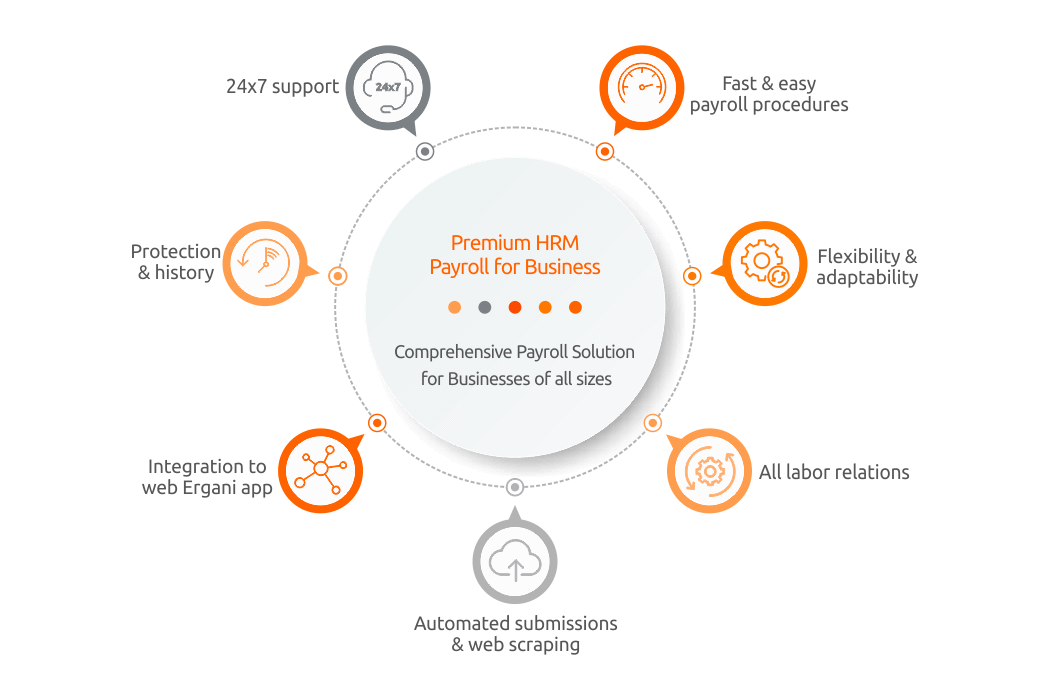 24x7 support
24x7
Fast & easy
payroll procedures
Protection
& history
Premium HRM
Payroll for Business
Flexibility &
adaptability
Comprehensive Payroll Solution
for Businesses of all sizes
Integration to
web Ergani app
All labor relations
Automated submissions
& web scraping